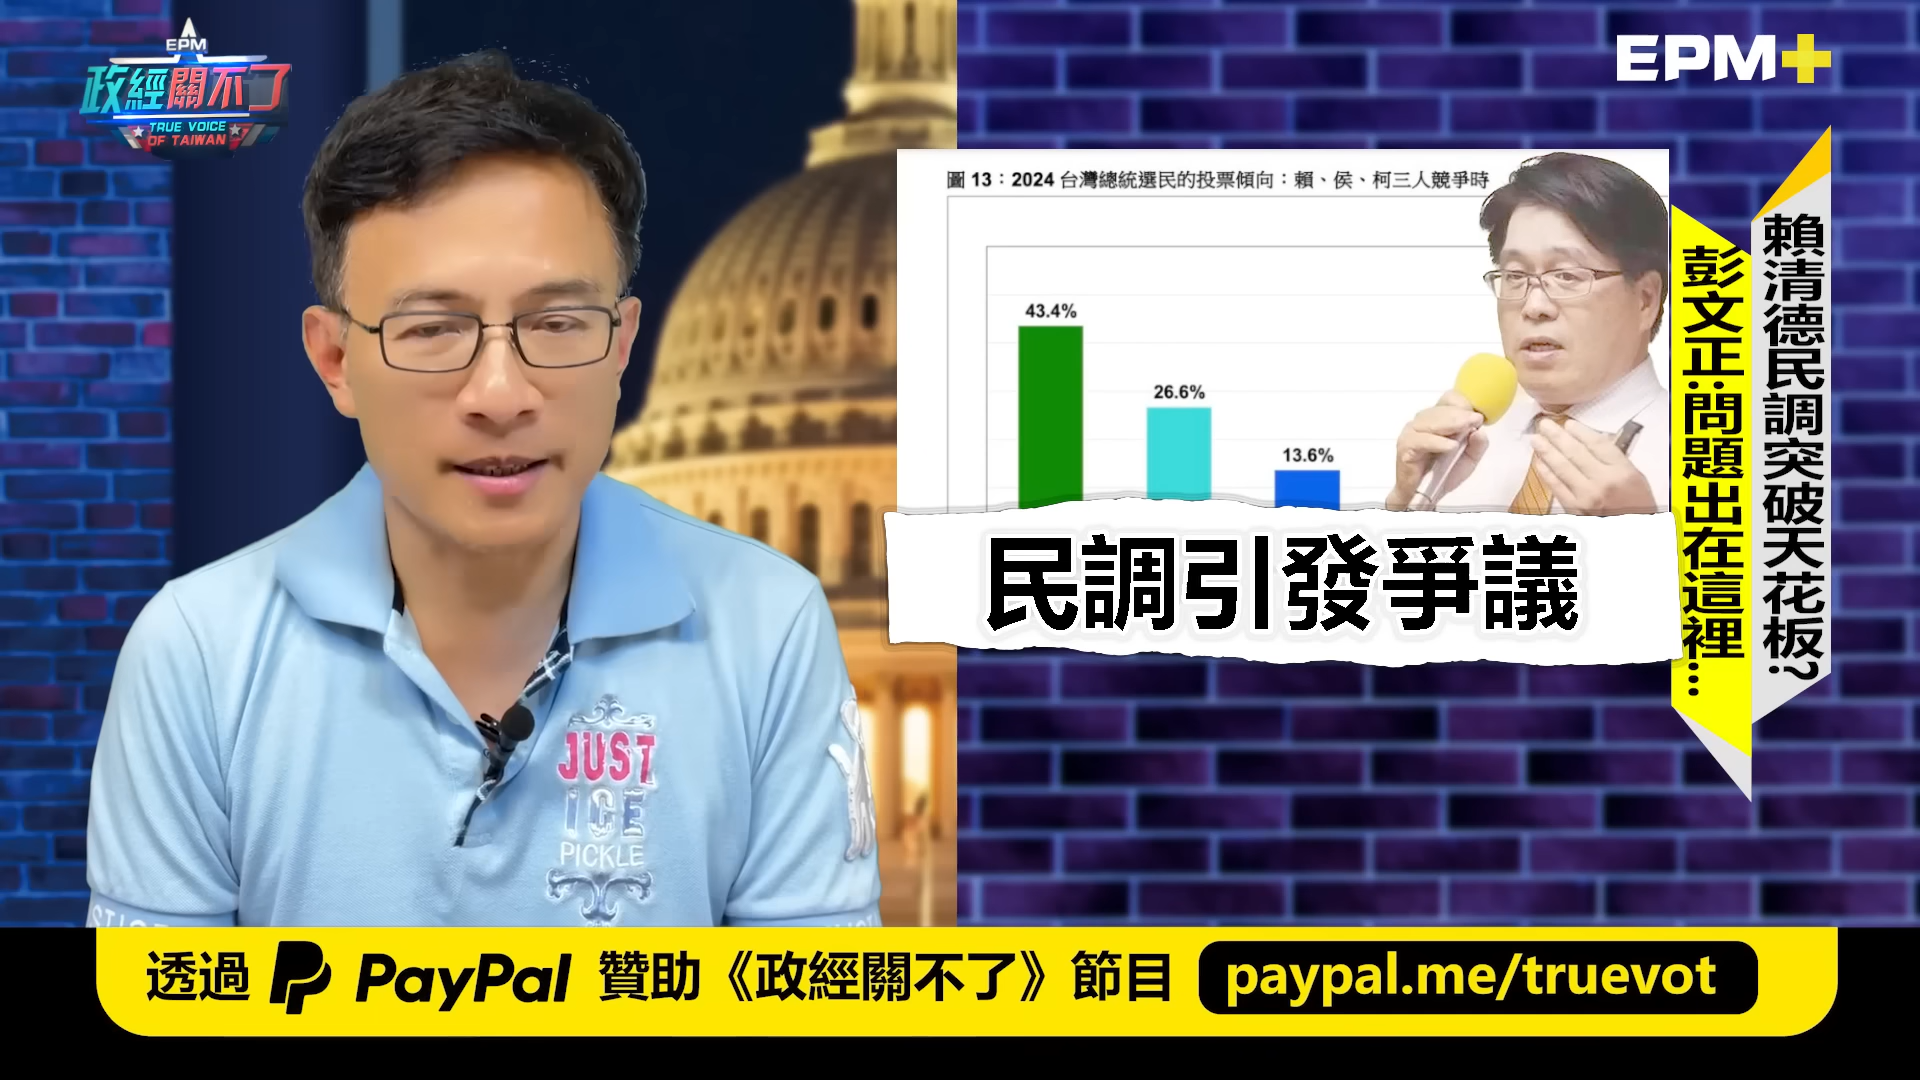 EPM
政經關不了
TRUE VOICE
OF TAIWAN
EPM+
圖 13：2024 台灣總統選民的投票傾向：賴、侯、柯三人競爭時
43.4%
26.6%
13.6%
民調引發爭議
賴清德民調突破天花板?
彭文正:問題出在這裡...
JUST
ICE
PICKLE
透過 PayPal 贊助《政經關不了》節目 paypal.me/truevot